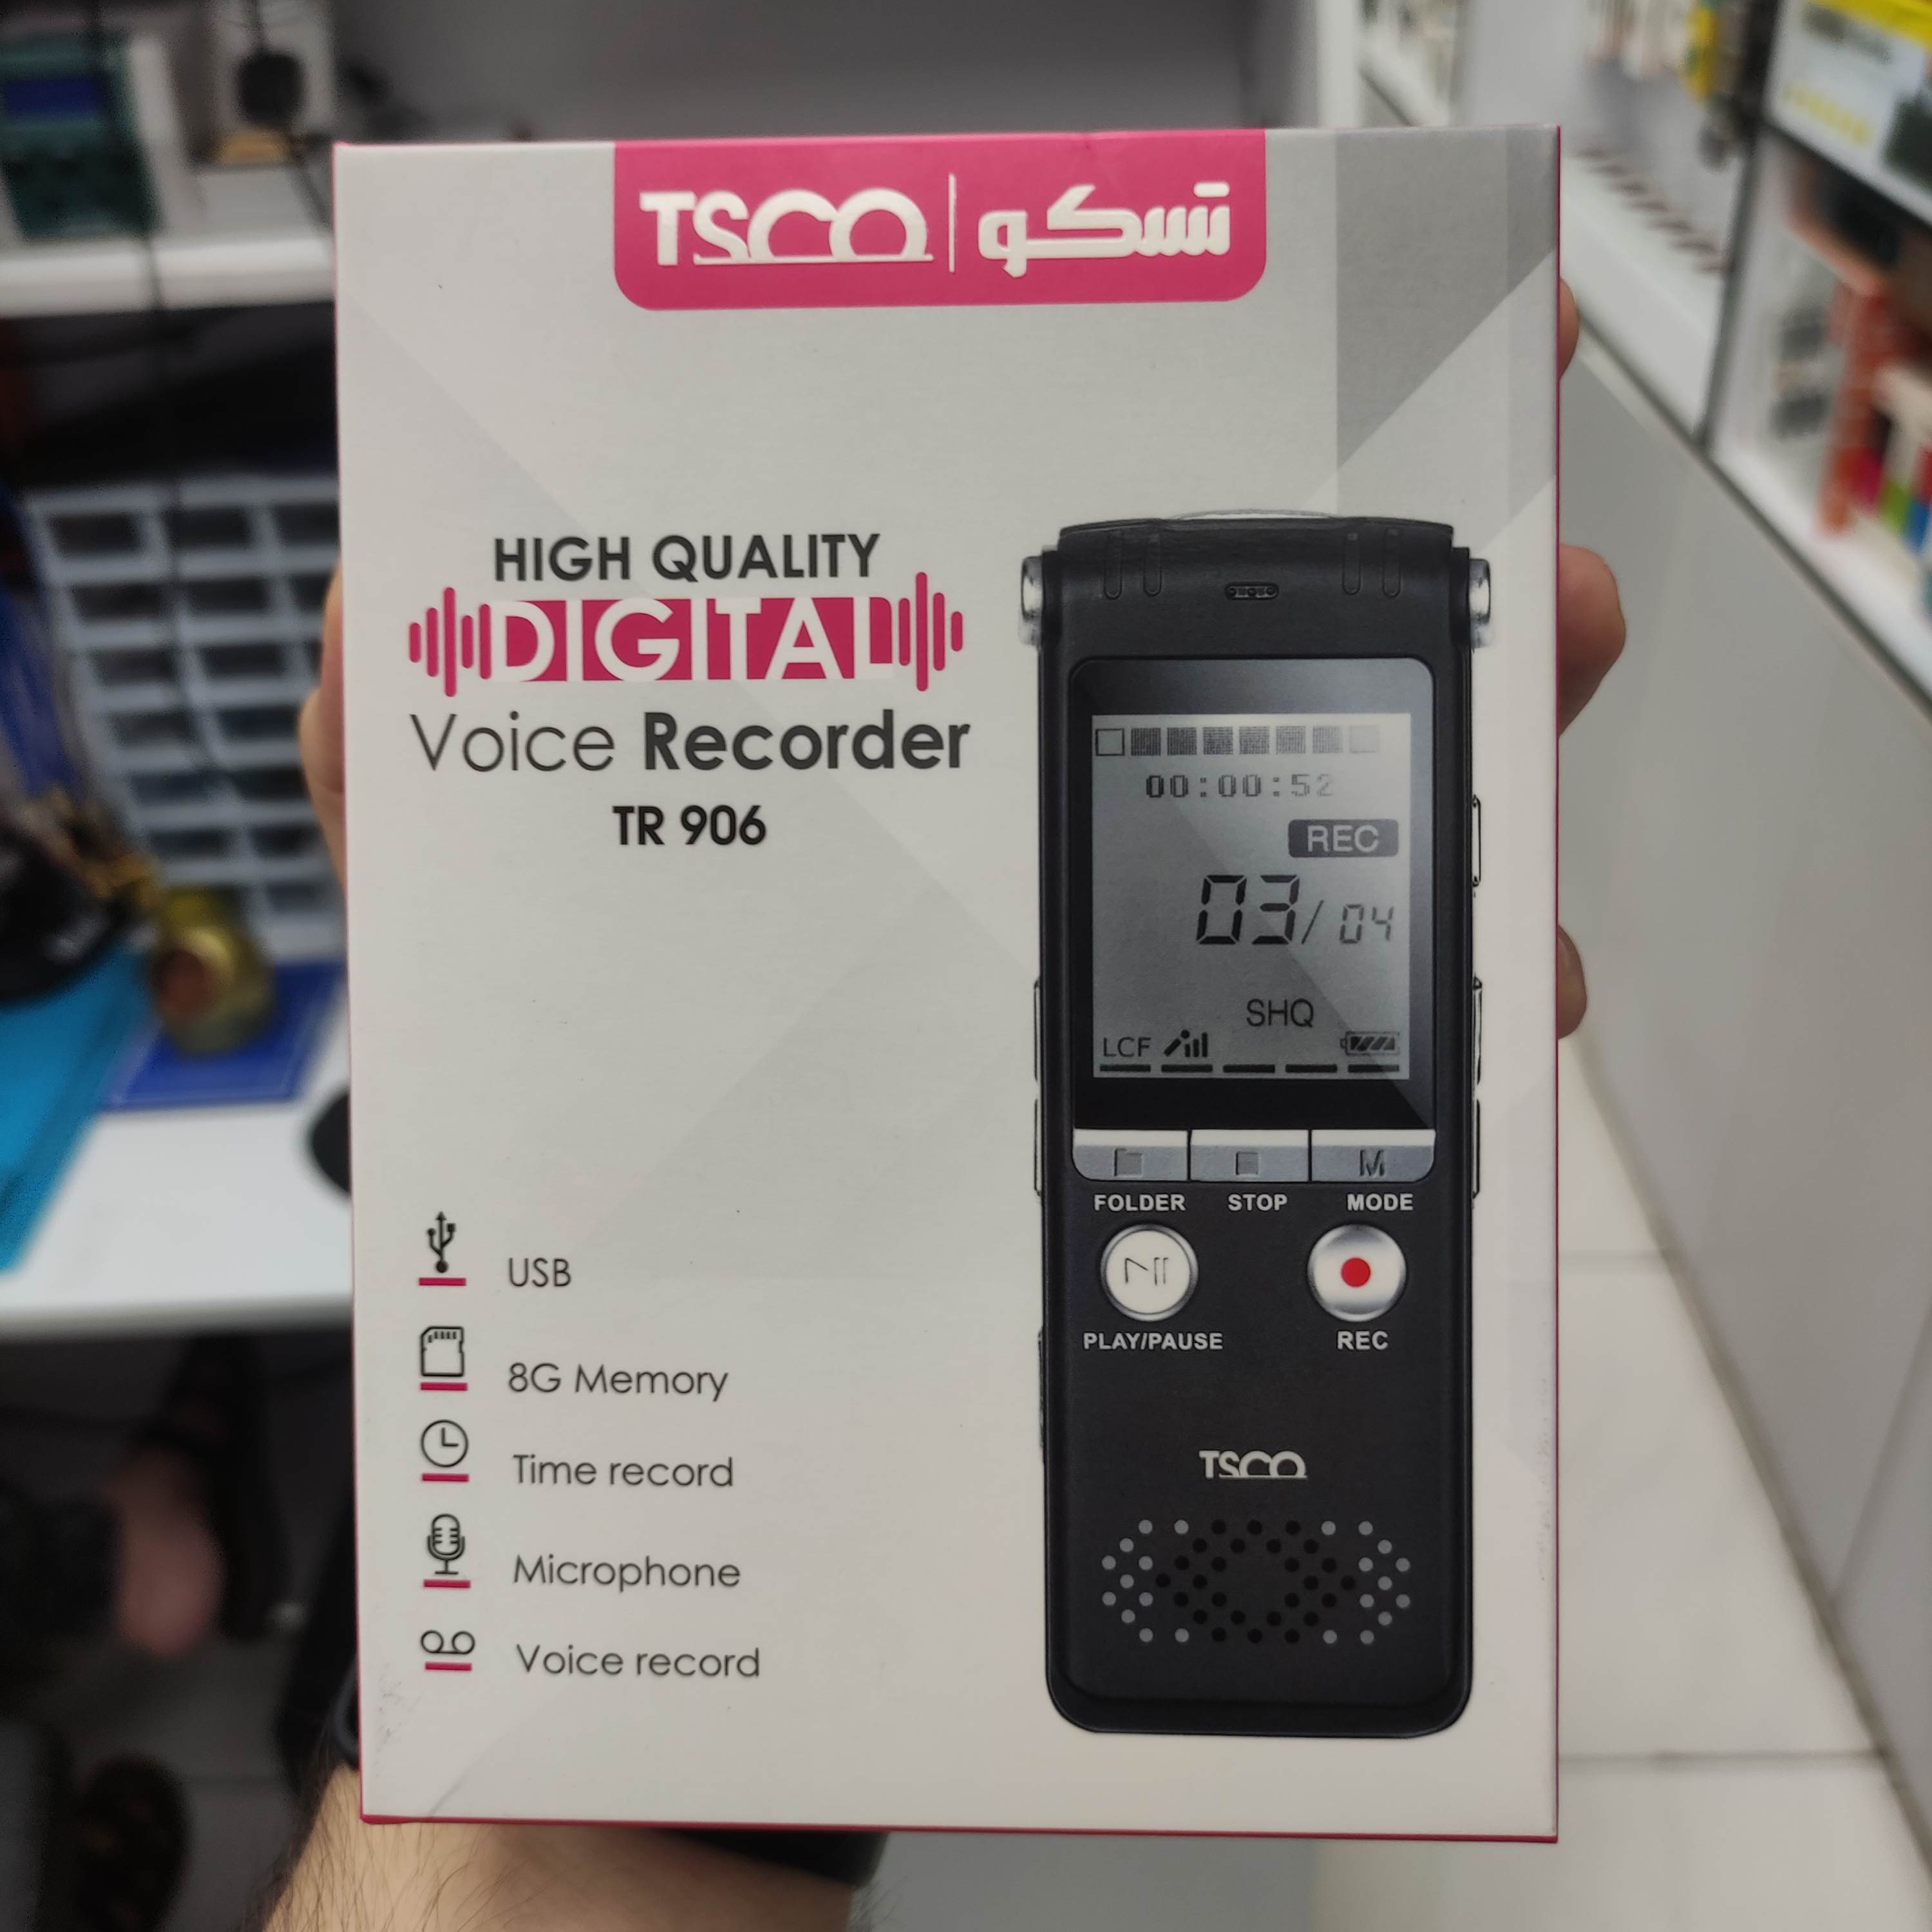 TSCO | تسکو
HIGH QUALITY
DIGITAL
Voice Recorder
TR 906
USB
8G Memory
Time record
Microphone
Voice record
00:00:52
REC
03/04
SHQ
LCF
M
FOLDER STOP MODE
PLAY/PAUSE REC
TSCO